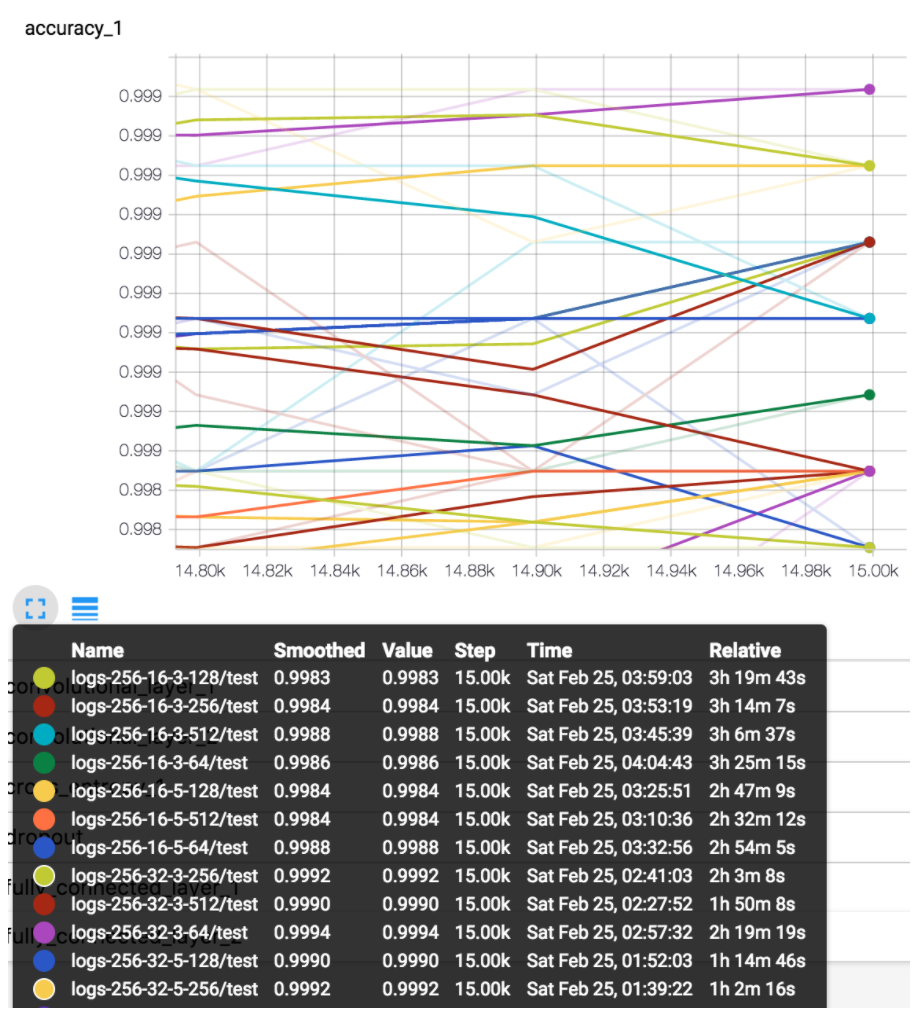 accuracy_1
0.999
0.999
0.999
0.999
0.999
0.999
0.999
0.999
0.999
0.999
0.998
0.998
14.80k 14.82k 14.84k 14.86k 14.88k 14.90k 14.92k 14.94k 14.96k 14.98k 15.00k
Name Smoothed Value Step Time Relative
logs-256-16-3-128/test 0.9983 0.9983 15.00k Sat Feb 25, 03:59:03 3h 19m 43s
convolutional_layer_1
logs-256-16-3-256/test 0.9984 0.9984 15.00k Sat Feb 25, 03:53:19 3h 14m 7s
logs-256-16-3-512/test 0.9988 0.9988 15.00k Sat Feb 25, 03:45:39 3h 6m 37s
convolutional_layer_2
logs-256-16-3-64/test 0.9986 0.9986 15.00k Sat Feb 25, 04:04:43 3h 25m 15s
cross_entropy_1
logs-256-16-5-128/test 0.9984 0.9984 15.00k Sat Feb 25, 03:25:51 2h 47m 9s
logs-256-16-5-512/test 0.9984 0.9984 15.00k Sat Feb 25, 03:10:36 2h 32m 12s
dropout
logs-256-16-5-64/test 0.9988 0.9988 15.00k Sat Feb 25, 03:32:56 2h 54m 5s
logs-256-32-3-256/test 0.9992 0.9992 15.00k Sat Feb 25, 02:41:03 2h 3m 8s
fully_connected_layer_1
logs-256-32-3-512/test 0.9990 0.9990 15.00k Sat Feb 25, 02:27:52 1h 50m 8s
logs-256-32-3-64/test 0.9994 0.9994 15.00k Sat Feb 25, 02:57:32 2h 19m 19s
fully_connected_layer_2
logs-256-32-5-128/test 0.9990 0.9990 15.00k Sat Feb 25, 01:52:03 1h 14m 46s
logs-256-32-5-256/test 0.9992 0.9992 15.00k Sat Feb 25, 01:39:22 1h 2m 16s